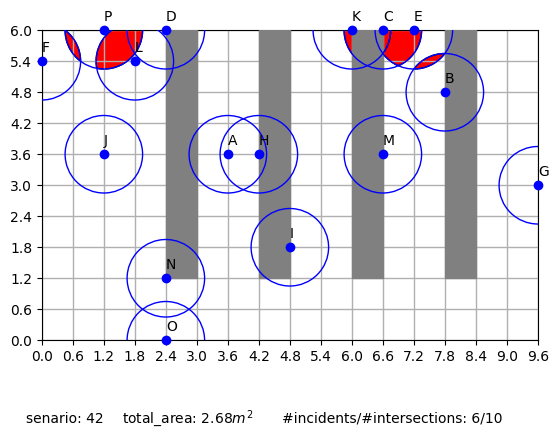 P D K C E
6.0
F L
5.4
B
4.8
4.2
J A H M
3.6
G
3.0
2.4
I
1.8
N
1.2
0.6
O
0.0
0.0 0.6 1.2 1.8 2.4 3.0 3.6 4.2 4.8 5.4 6.0 6.6 7.2 7.8 8.4 9.0 9.6
senario: 42 total_area: 2.68m² #incidents/#intersections: 6/10